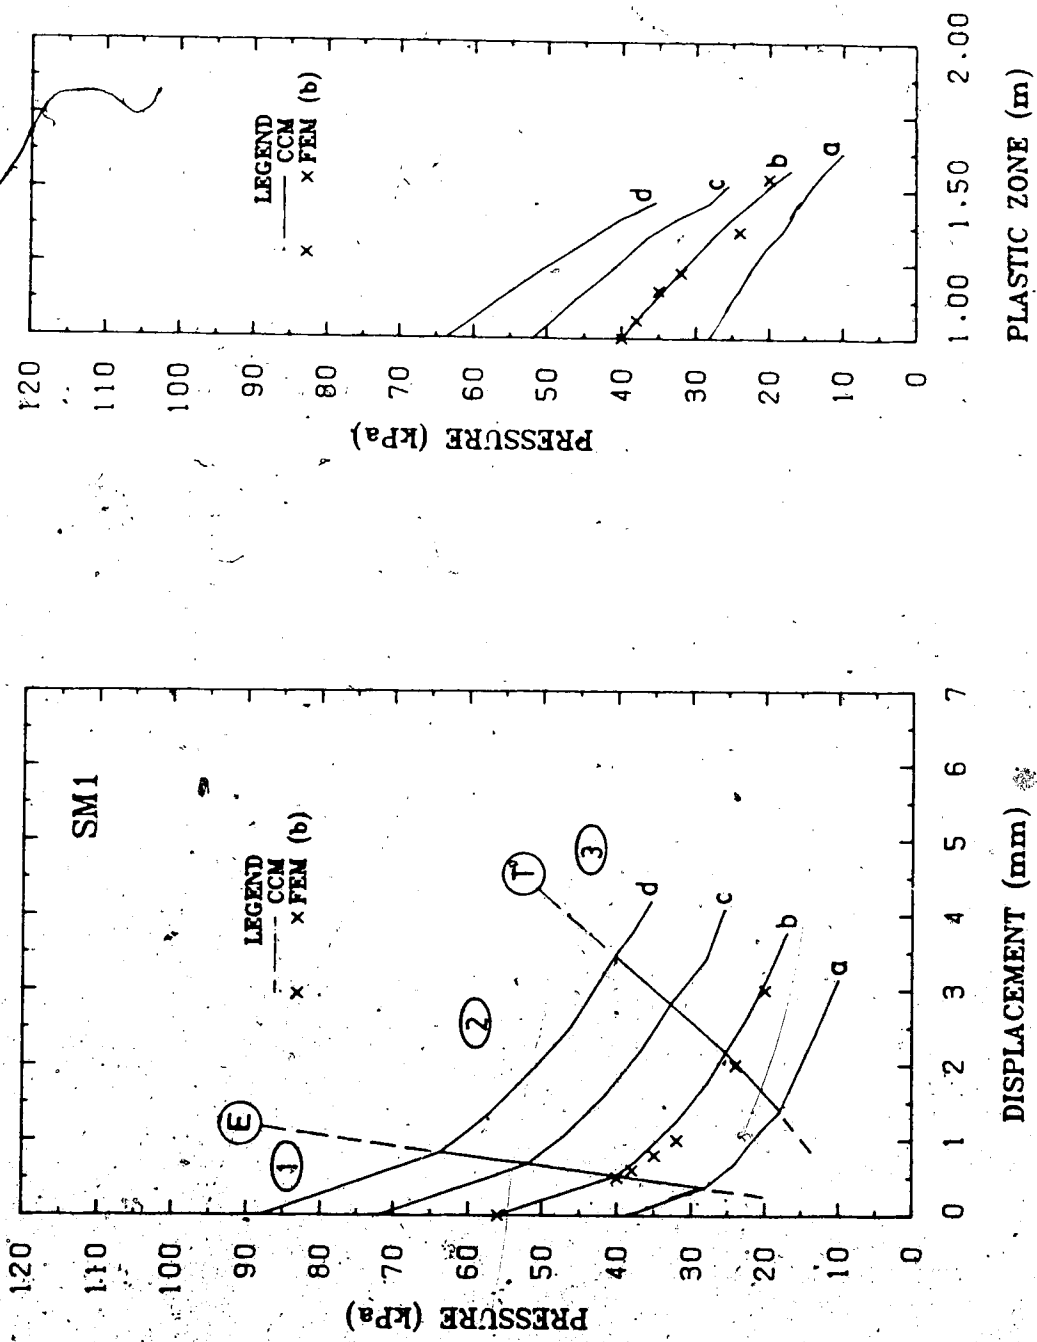 SM1
LEGEND
CCM
× × FEM (b)
E
T
1
2
3
a
b
c
d
PRESSURE (kPa)
120
110
100
90
80
70
60
50
40
30
20
10
0
0 1 2 3 4 5 6 7
DISPLACEMENT (mm)
LEGEND
CCM
× × FEM (b)
a
b
c
d
PRESSURE (kPa)
120
110
100
90
80
70
60
50
40
30
20
10
0
1.00 1.50 2.00
PLASTIC ZONE (m)